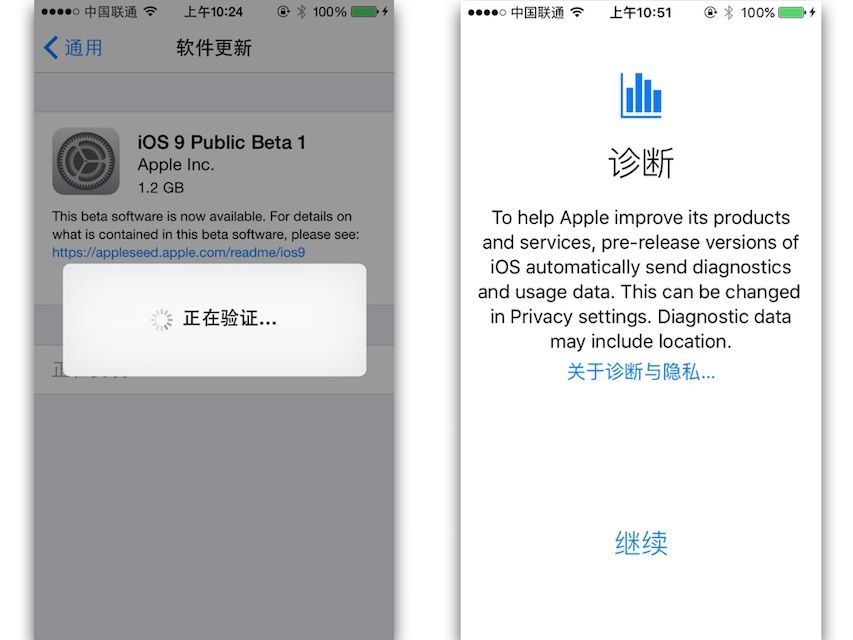 中国联通 上午10:24 100%
通用 软件更新
iOS 9 Public Beta 1
Apple Inc.
1.2 GB
This beta software is now available. For details on
what is contained in this beta software, please see:
https://appleseed.apple.com/readme/ios9
正在验证...
中国联通 上午10:51 100%
诊断
To help Apple improve its products
and services, pre-release versions of
iOS automatically send diagnostics
and usage data. This can be changed
in Privacy settings. Diagnostic data
may include location.
关于诊断与隐私...
继续